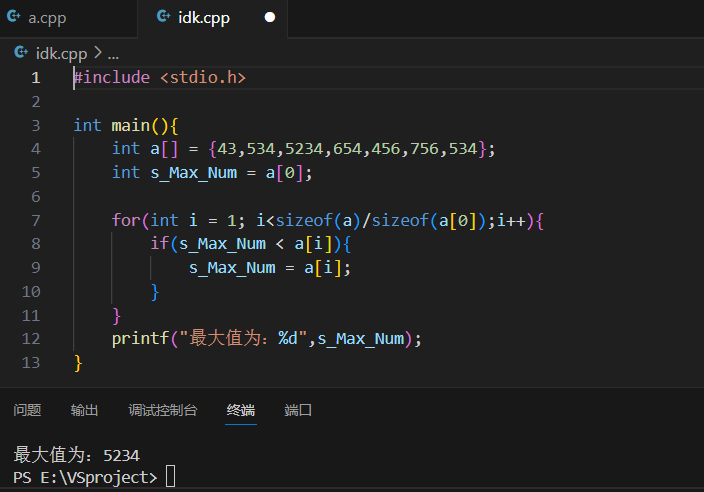 a.cpp idk.cpp
idk.cpp > ...
1 #include <stdio.h>
2
3 int main(){
4 int a[] = {43,534,5234,654,456,756,534};
5 int s_Max_Num = a[0];
6
7 for(int i = 1; i<sizeof(a)/sizeof(a[0]);i++){
8 if(s_Max_Num < a[i]){
9 s_Max_Num = a[i];
10 }
11 }
12 printf("最大值为：%d",s_Max_Num);
13 }
问题 输出 调试控制台 终端 端口
最大值为：5234
PS E:\VSproject>